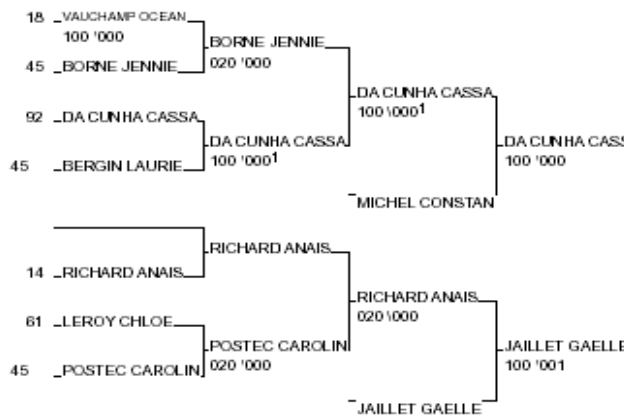 18 VAUCHAMP OCEAN
100 '000
BORNE JENNIE
020 '000
45 BORNE JENNIE
DA CUNHA CASSA
100 \000¹
92 DA CUNHA CASSA
DA CUNHA CASSA
100 '000¹
DA CUNHA CASS
100 '000
45 BERGIN LAURIE
MICHEL CONSTAN
RICHARD ANAIS
14 RICHARD ANAIS
RICHARD ANAIS
020 \000
61 LEROY CHLOE
POSTEC CAROLIN
020 '000
JAILLET GAELLE
100 '001
45 POSTEC CAROLIN
JAILLET GAELLE